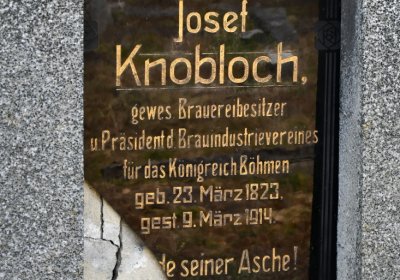 Josef
Knobloch,
gewes. Brauereibesitzer
u. Präsident d. Brauindustrievereines
für das Königreich Böhmen
geb. 23. März 1823,
gest. 9. März 1914.
de seiner Asche!